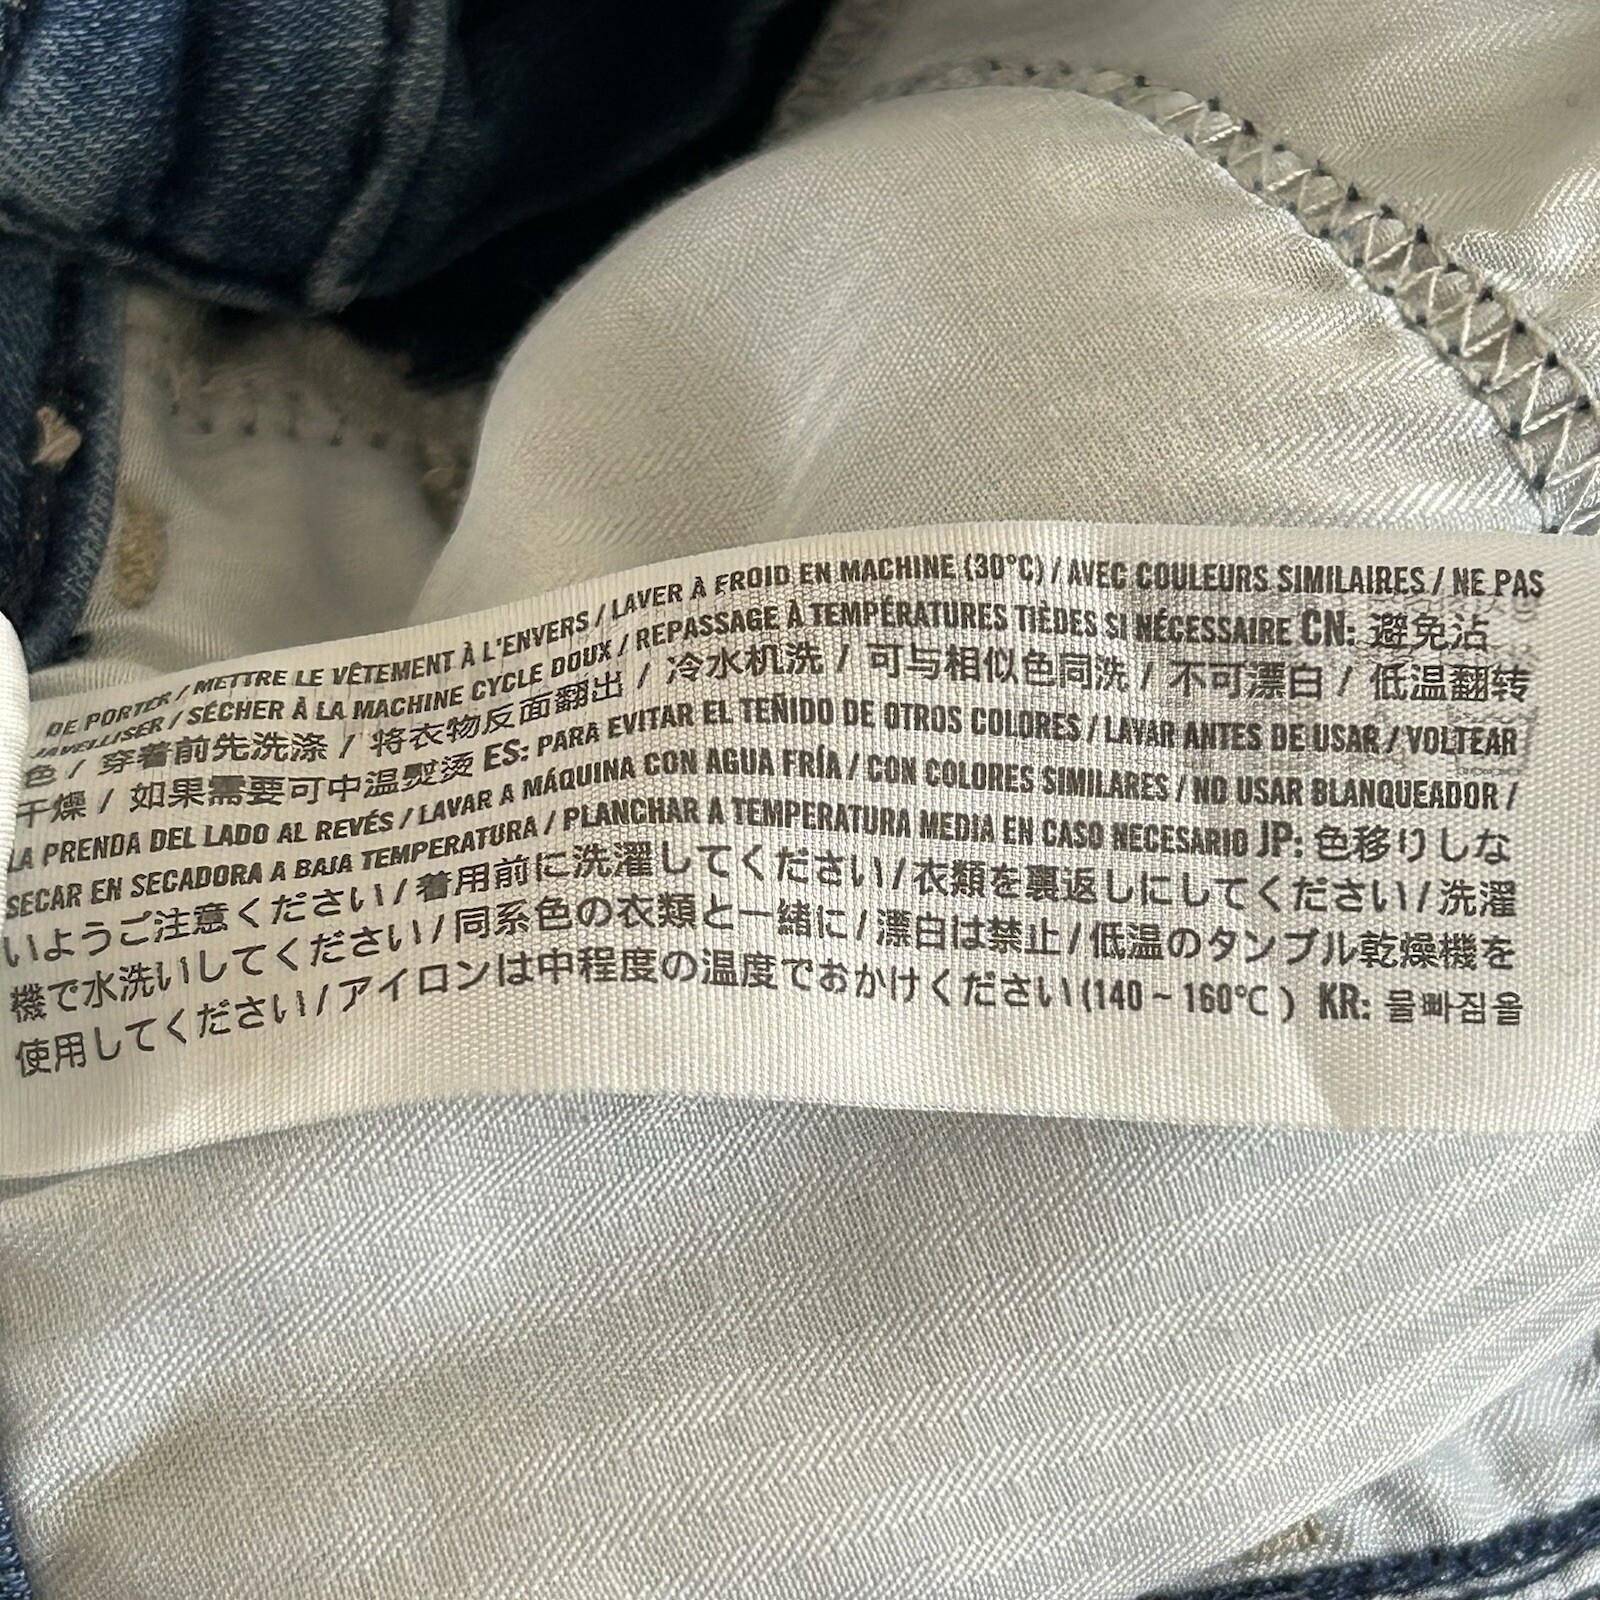 DE PORTER / METTRE LE VÊTEMENT À L'ENVERS / LAVER À FROID EN MACHINE (30°C) / AVEC COULEURS SIMILAIRES / NE PAS
JAVELLISER / SÉCHER À LA MACHINE CYCLE DOUX / REPASSAGE À TEMPÉRATURES TIÈDES SI NÉCESSAIRE CN: 避免沾
色 / 穿着前先洗涤 / 将衣物反面翻出 / 冷水机洗 / 可与相似色同洗 / 不可漂白 / 低温翻转
干燥 / 如果需要可中温熨烫 ES: PARA EVITAR EL TEÑIDO DE OTROS COLORES / LAVAR ANTES DE USAR / VOLTEAR
LA PRENDA DEL LADO AL REVÉS / LAVAR A MÁQUINA CON AGUA FRÍA / CON COLORES SIMILARES / NO USAR BLANQUEADOR /
SECAR EN SECADORA A BAJA TEMPERATURA / PLANCHAR A TEMPERATURA MEDIA EN CASO NECESARIO JP: 色移りしな
いようご注意ください / 着用前に洗濯してください / 衣類を裏返しにしてください / 洗濯
機で水洗いしてください / 同系色の衣類と一緒に / 漂白は禁止 / 低温のタンブル乾燥機を
使用してください / アイロンは中程度の温度でおかけください (140 ~ 160℃ ) KR: 물빠짐을